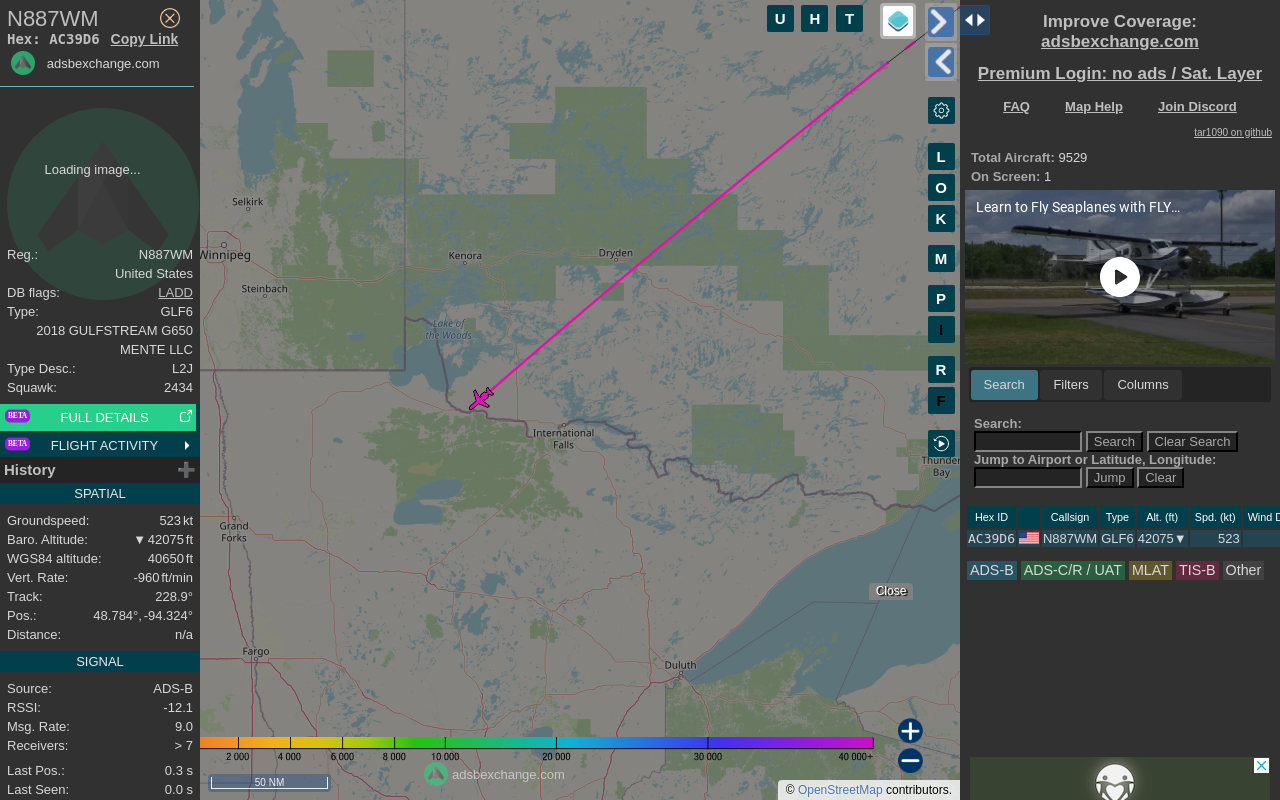 N887WM
Hex: AC39D6 Copy Link
adsbexchange.com
Loading image...
Reg.: N887WM
United States
DB flags: LADD
Type: GLF6
2018 GULFSTREAM G650
MENTE LLC
Type Desc.: L2J
Squawk: 2434
BETA FULL DETAILS
BETA FLIGHT ACTIVITY
History
SPATIAL
Groundspeed: 523 kt
Baro. Altitude: ▼ 42075 ft
WGS84 altitude: 40650 ft
Vert. Rate: -960 ft/min
Track: 228.9°
Pos.: 48.784°, -94.324°
Distance: n/a
SIGNAL
Source: ADS-B
RSSI: -12.1
Msg. Rate: 9.0
Receivers: > 7
Last Pos.: 0.3 s
Last Seen: 0.0 s
U H T
L
O
K
M
P
I
R
F
Selkirk
Winnipeg
Steinbach
Kenora
Dryden
Lake of
the Woods
International
Falls
Thunder
Bay
Grand
Forks
Fargo
Duluth
Close
2 000 4 000 6 000 8 000 10 000 20 000 30 000 40 000+
50 NM
adsbexchange.com
© OpenStreetMap contributors.
Improve Coverage:
adsbexchange.com
Premium Login: no ads / Sat. Layer
FAQ Map Help Join Discord
tar1090 on github
Total Aircraft: 9529
On Screen: 1
Learn to Fly Seaplanes with FLY...
Search Filters Columns
Search:
Search Clear Search
Jump to Airport or Latitude, Longitude:
Jump Clear
Hex ID Callsign Type Alt. (ft) Spd. (kt) Wind D
AC39D6 N887WM GLF6 42075▼ 523
ADS-B ADS-C/R / UAT MLAT TIS-B Other